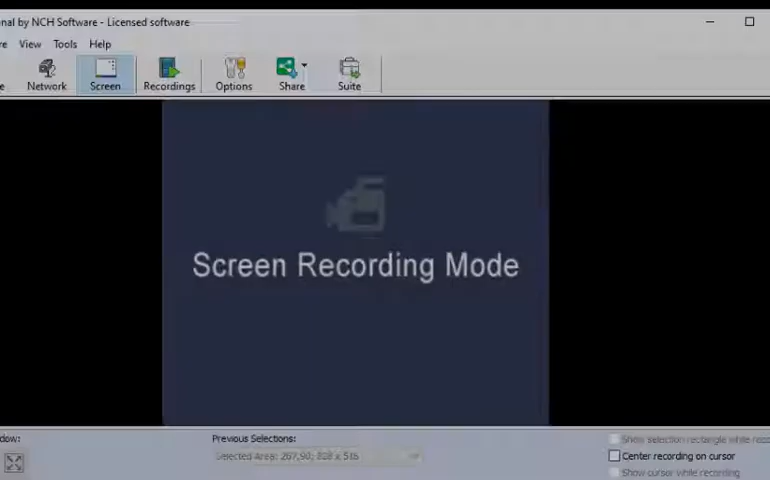 nal by NCH Software - Licensed software
re View Tools Help
e Network Screen Recordings Options Share Suite
Screen Recording Mode
dow:
Previous Selections:
Selected Area: 267,90; 828 x 516
Show selection rectangle while reco
Center recording on cursor
Show cursor while recording